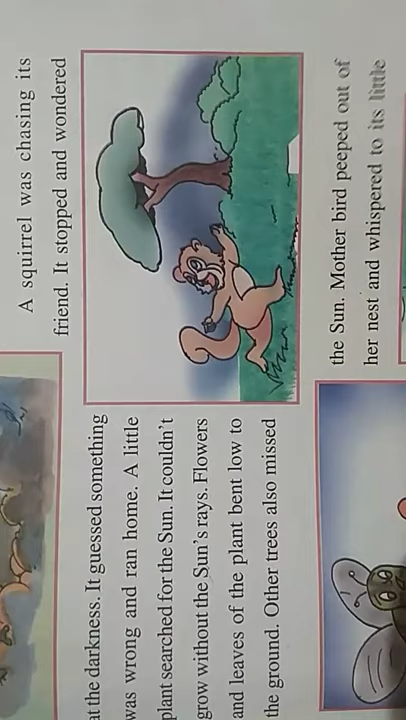 A squirrel was chasing its
friend. It stopped and wondered
at the darkness. It guessed something
was wrong and ran home. A little
plant searched for the Sun. It couldn't
grow without the Sun's rays. Flowers
and leaves of the plant bent low to
the ground. Other trees also missed
the Sun. Mother bird peeped out of
her nest and whispered to its little